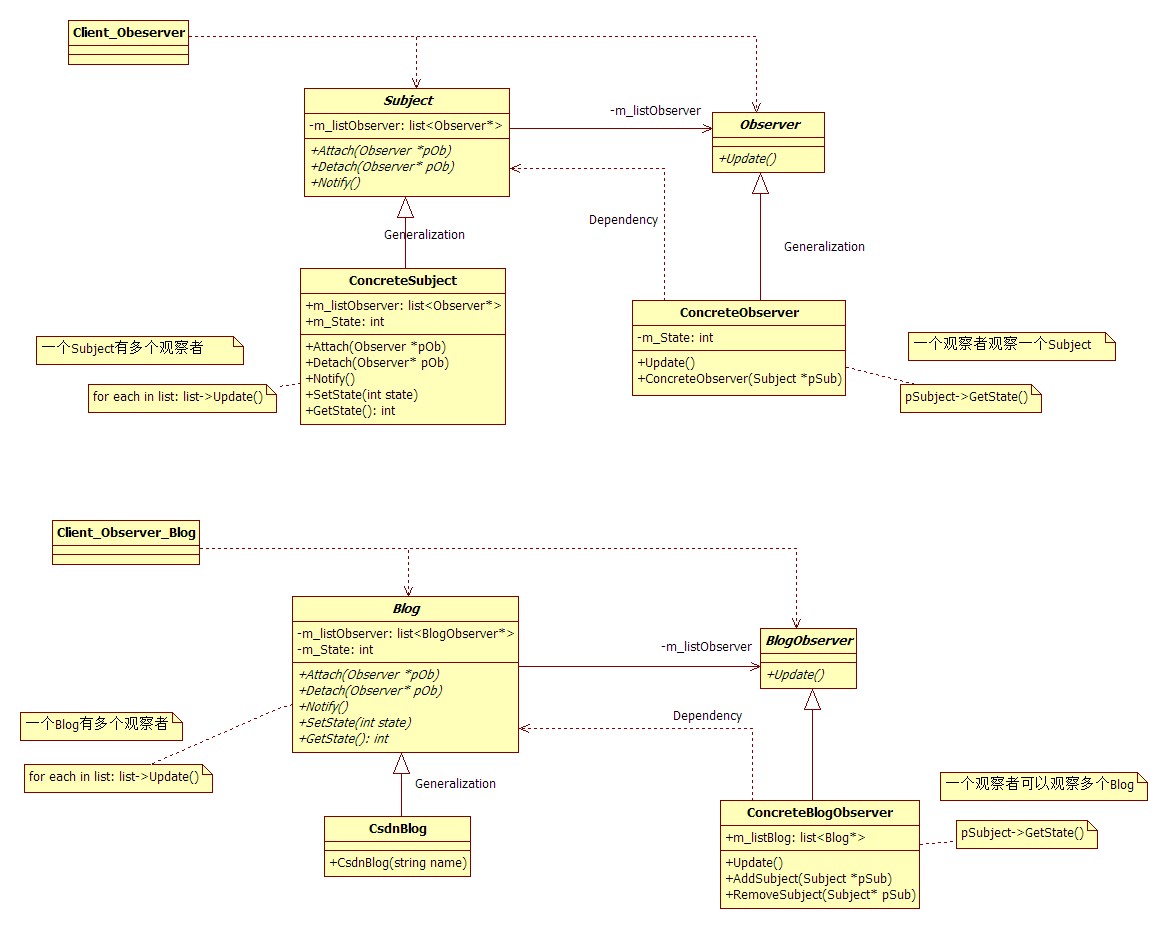 Client_Obeserver
Subject
-m_listObserver: list<Observer*>
+Attach(Observer *pOb)
+Detach(Observer* pOb)
+Notify()
-m_listObserver
Observer
+Update()
Dependency
Generalization
Generalization
ConcreteSubject
+m_listObserver: list<Observer*>
+m_State: int
+Attach(Observer *pOb)
+Detach(Observer* pOb)
+Notify()
+SetState(int state)
+GetState(): int
ConcreteObserver
-m_State: int
+Update()
+ConcreteObserver(Subject *pSub)
一个Subject有多个观察者
for each in list: list->Update()
一个观察者观察一个Subject
pSubject->GetState()
Client_Observer_Blog
Blog
-m_listObserver: list<BlogObserver*>
-m_State: int
+Attach(Observer *pOb)
+Detach(Observer* pOb)
+Notify()
+SetState(int state)
+GetState(): int
-m_listObserver
BlogObserver
+Update()
Dependency
一个Blog有多个观察者
for each in list: list->Update()
Generalization
CsdnBlog
+CsdnBlog(string name)
一个观察者可以观察多个Blog
ConcreteBlogObserver
+m_listBlog: list<Blog*>
+Update()
+AddSubject(Subject *pSub)
+RemoveSubject(Subject* pSub)
pSubject->GetState()